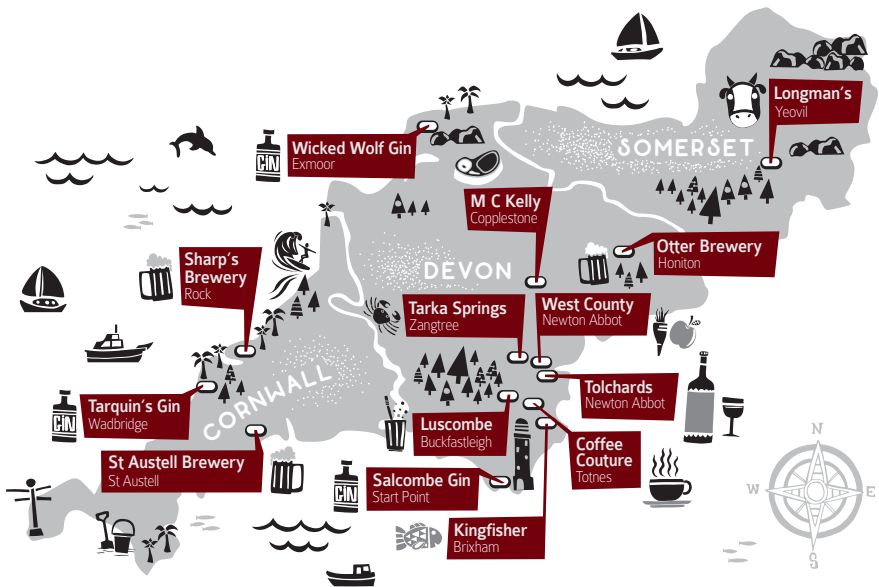 Longman's
Yeovil
SOMERSET
GIN
Wicked Wolf Gin
Exmoor
M C Kelly
Copplestone
Otter Brewery
Honiton
Sharp's
Brewery
Rock
DEVON
Tarka Springs
Zangtree
West County
Newton Abbot
Tolchards
Newton Abbot
CORNWALL
GIN
Tarquin's Gin
Wadbridge
Luscombe
Buckfastleigh
Coffee
Couture
Totnes
St Austell Brewery
St Austell
GIN
Salcombe Gin
Start Point
Kingfisher
Brixham
N
W
E
S